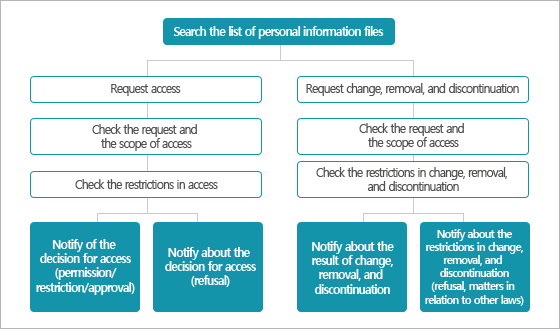 Search the list of personal information files
Request access
Request change, removal, and discontinuation
Check the request and
the scope of access
Check the request and
the scope of access
Check the restrictions in access
Check the restrictions in change, removal,
and discontinuation
Notify of the
decision for access
(permission/
restriction/approval)
Notify about the
decision for access
(refusal)
Notify about the
result of change,
removal, and
discontinuation
Notify about the
restrictions in change,
removal, and
discontinuation
(refusal, matters in
relation to other laws)